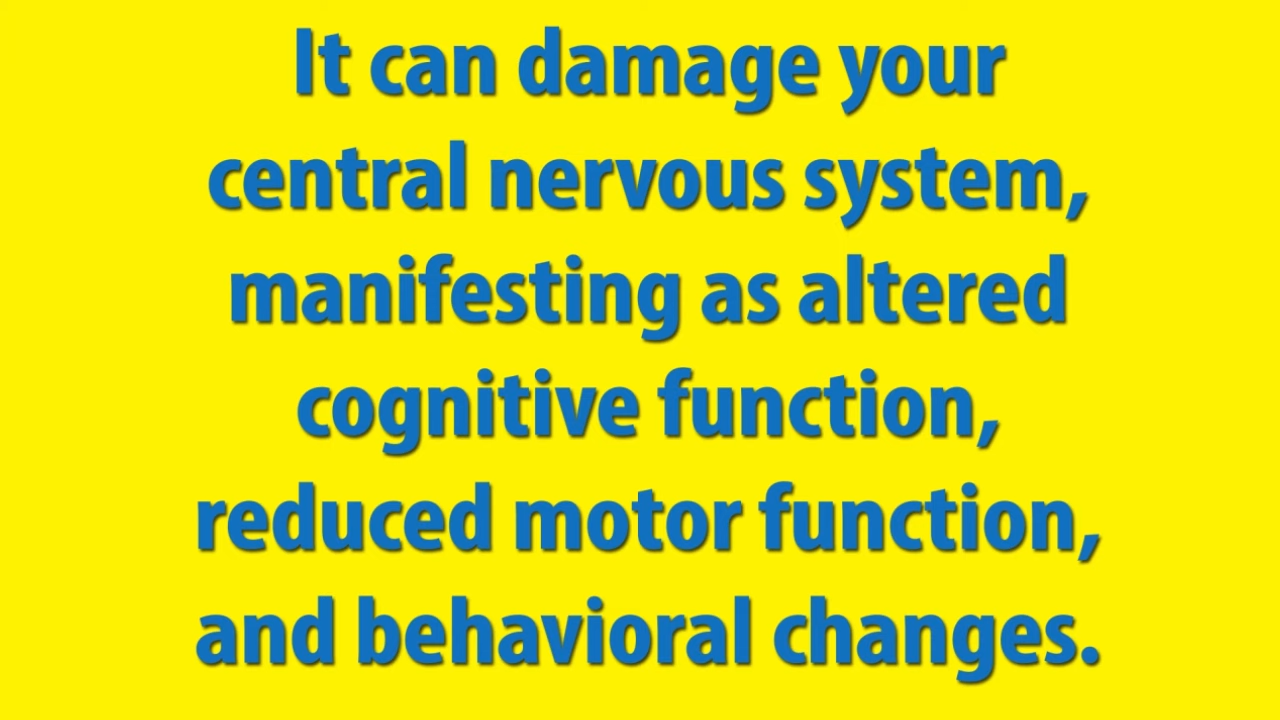 It can damage your
central nervous system,
manifesting as altered
cognitive function,
reduced motor function,
and behavioral changes.